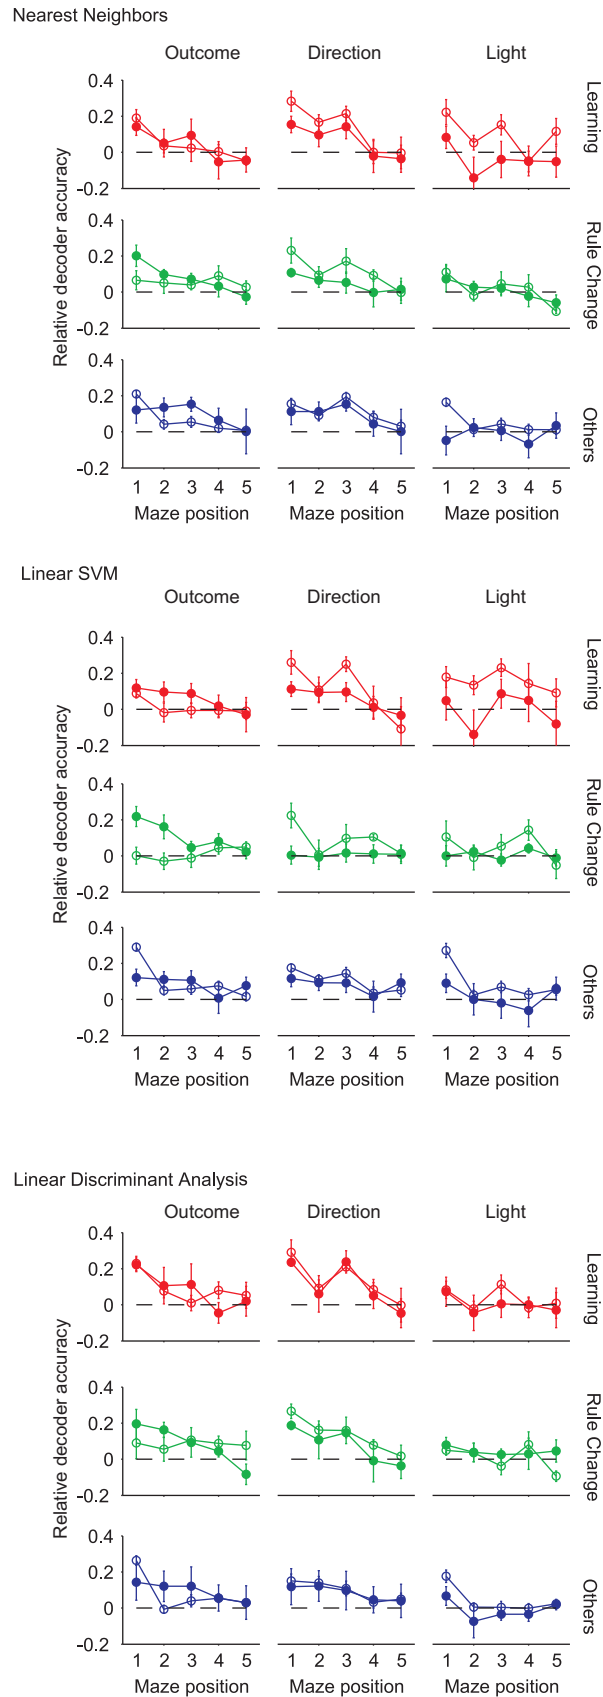 Nearest Neighbors
Outcome Direction Light
0.4
0.2
0
-0.2
Learning
0.4
0.2
0
-0.2
Rule Change
0.4
0.2
0
-0.2
Others
Relative decoder accuracy
1 2 3 4 5 1 2 3 4 5 1 2 3 4 5
Maze position Maze position Maze position
Linear SVM
Outcome Direction Light
0.4
0.2
0
-0.2
Learning
0.4
0.2
0
-0.2
Rule Change
0.4
0.2
0
-0.2
Others
Relative decoder accuracy
1 2 3 4 5 1 2 3 4 5 1 2 3 4 5
Maze position Maze position Maze position
Linear Discriminant Analysis
Outcome Direction Light
0.4
0.2
0
-0.2
Learning
0.4
0.2
0
-0.2
Rule Change
0.4
0.2
0
-0.2
Others
Relative decoder accuracy
1 2 3 4 5 1 2 3 4 5 1 2 3 4 5
Maze position Maze position Maze position